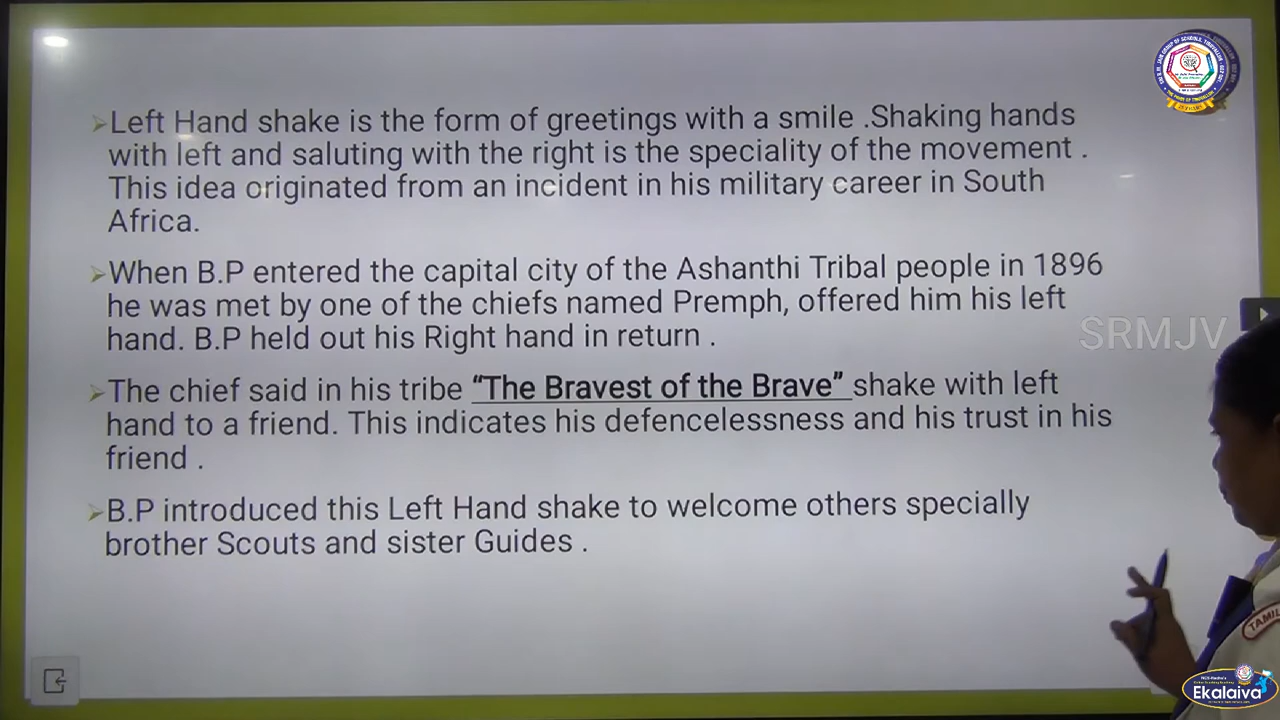 ➢Left Hand shake is the form of greetings with a smile .Shaking hands
with left and saluting with the right is the speciality of the movement .
This idea originated from an incident in his military career in South
Africa.
➢When B.P entered the capital city of the Ashanthi Tribal people in 1896
he was met by one of the chiefs named Premph, offered him his left
hand. B.P held out his Right hand in return .
➢The chief said in his tribe “The Bravest of the Brave” shake with left
hand to a friend. This indicates his defencelessness and his trust in his
friend .
➢B.P introduced this Left Hand shake to welcome others specially
brother Scouts and sister Guides .
SRMJV
TAMIL
Ekalaiva